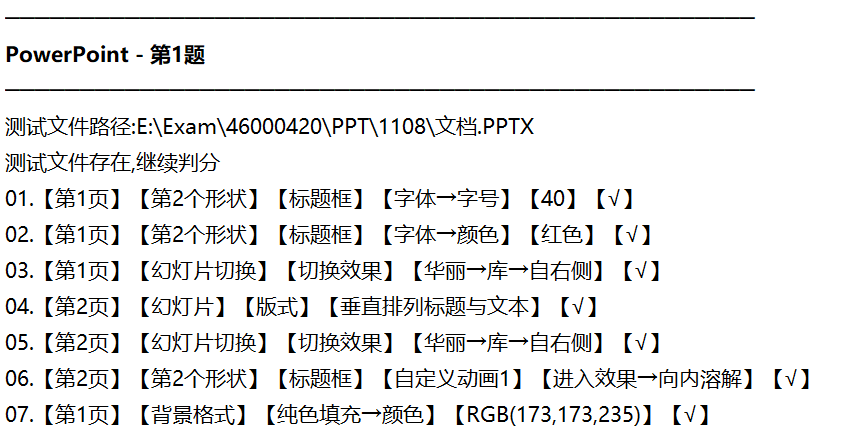 PowerPoint - 第1题
测试文件路径:E:\Exam\46000420\PPT\1108\文档.PPTX
测试文件存在,继续判分
01.【第1页】【第2个形状】【标题框】【字体→字号】【40】【√】
02.【第1页】【第2个形状】【标题框】【字体→颜色】【红色】【√】
03.【第1页】【幻灯片切换】【切换效果】【华丽→库→自右侧】【√】
04.【第2页】【幻灯片】【版式】【垂直排列标题与文本】【√】
05.【第2页】【幻灯片切换】【切换效果】【华丽→库→自右侧】【√】
06.【第2页】【第2个形状】【标题框】【自定义动画1】【进入效果→向内溶解】【√】
07.【第1页】【背景格式】【纯色填充→颜色】【RGB(173,173,235)】【√】